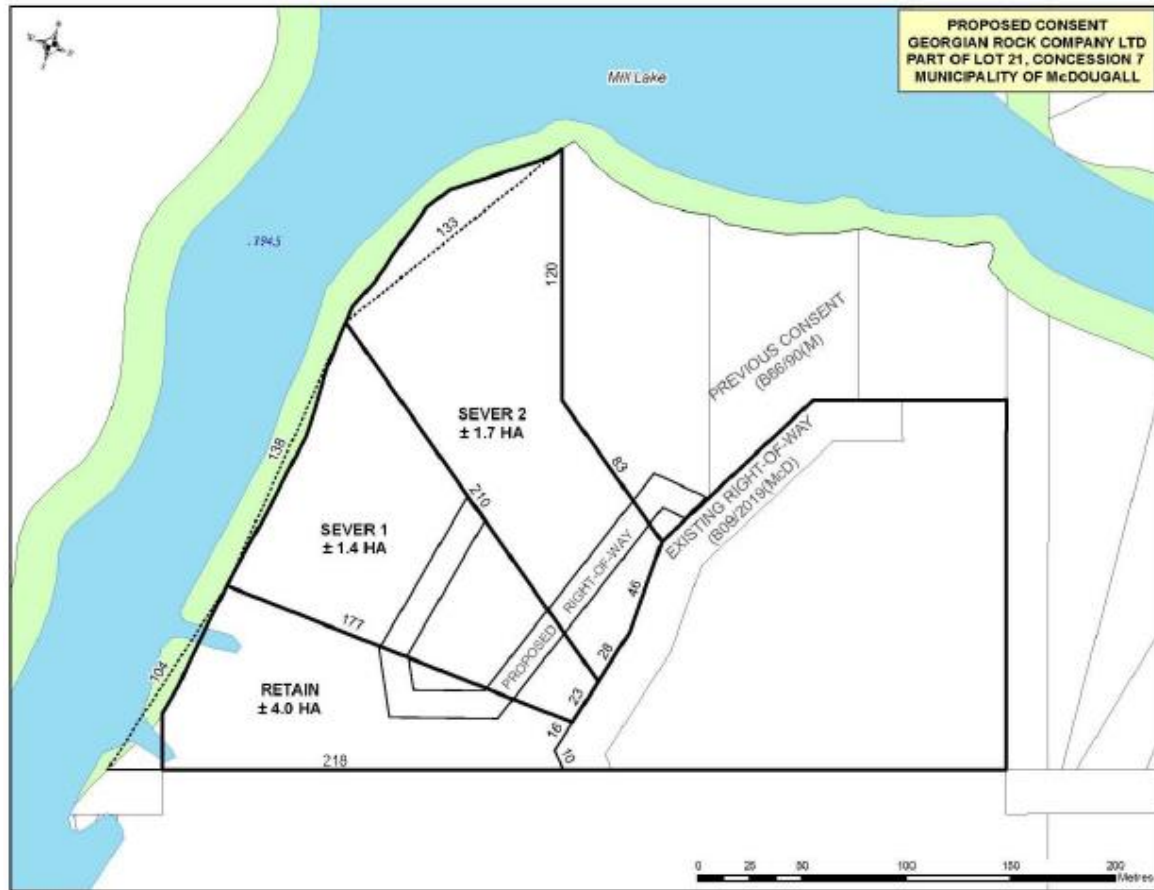 PROPOSED CONSENT
GEORGIAN ROCK COMPANY LTD
PART OF LOT 21, CONCESSION 7
MUNICIPALITY OF McDOUGALL
Mill Lake
133
.194.5
120
PREVIOUS CONSENT
(B66/90(M)
SEVER 2
± 1.7 HA
138
83
EXISTING RIGHT-OF-WAY
(B09/2019(McD)
210
SEVER 1
± 1.4 HA
PROPOSED RIGHT-OF-WAY
46
177
28
104
RETAIN
± 4.0 HA
23
16
10
218
0 25 50 100 150 200
Metres